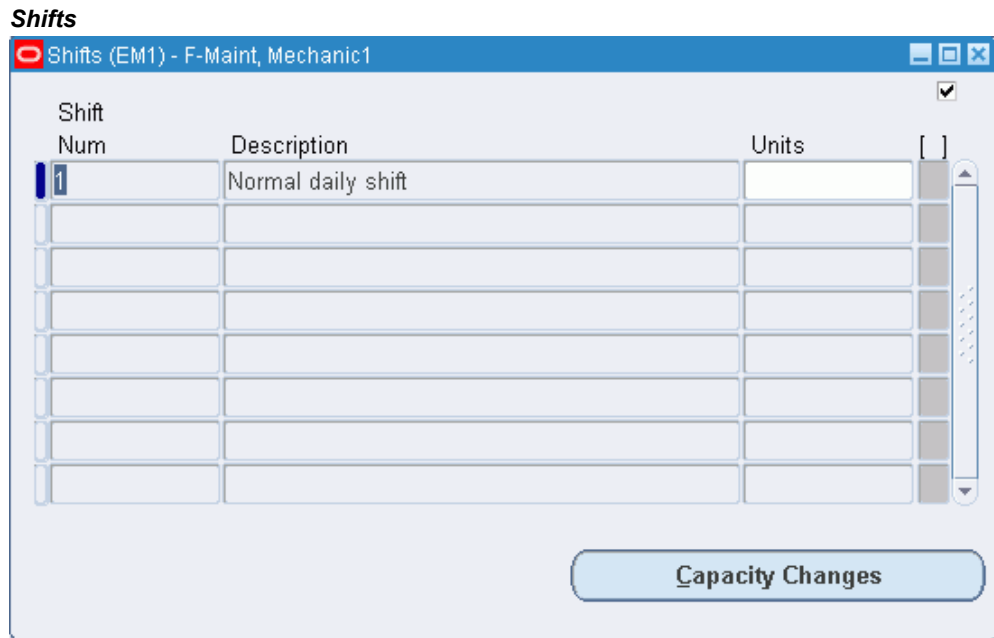 Shifts
Shifts (EM1) - F-Maint, Mechanic1
Shift
Num Description Units [ ]
1 Normal daily shift
Capacity Changes